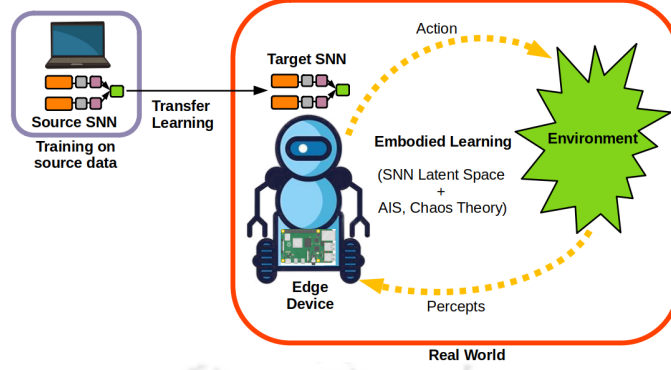 Source SNN
Training on
source data
Transfer
Learning
Target SNN
Action
Embodied Learning
(SNN Latent Space
+
AIS, Chaos Theory)
Environment
Edge
Device
Percepts
Real World